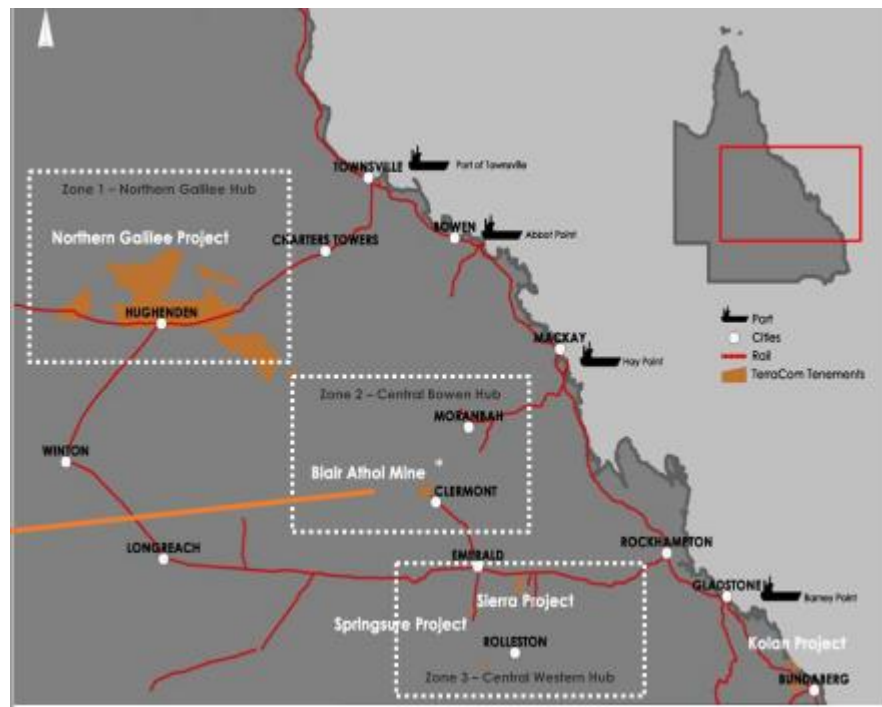 TOWNSVILLE
Port of Townsville
Zone 1 – Northern Galilee Hub
Northern Galilee Project
CHARTERS TOWERS
BOWEN
Abbot Point
HUGHENDEN
MACKAY
Hay Point
Port
Cities
Rail
TerraCom Tenements
Zone 2 – Central Bowen Hub
MORANBAH
WINTON
Blair Athol Mine
CLERMONT
LONGREACH
EMERALD
ROCKHAMPTON
GLADSTONE
Barney Point
Sierra Project
Springsure Project
ROLLESTON
Kolan Project
Zone 3 – Central Western Hub
BUNDABERG